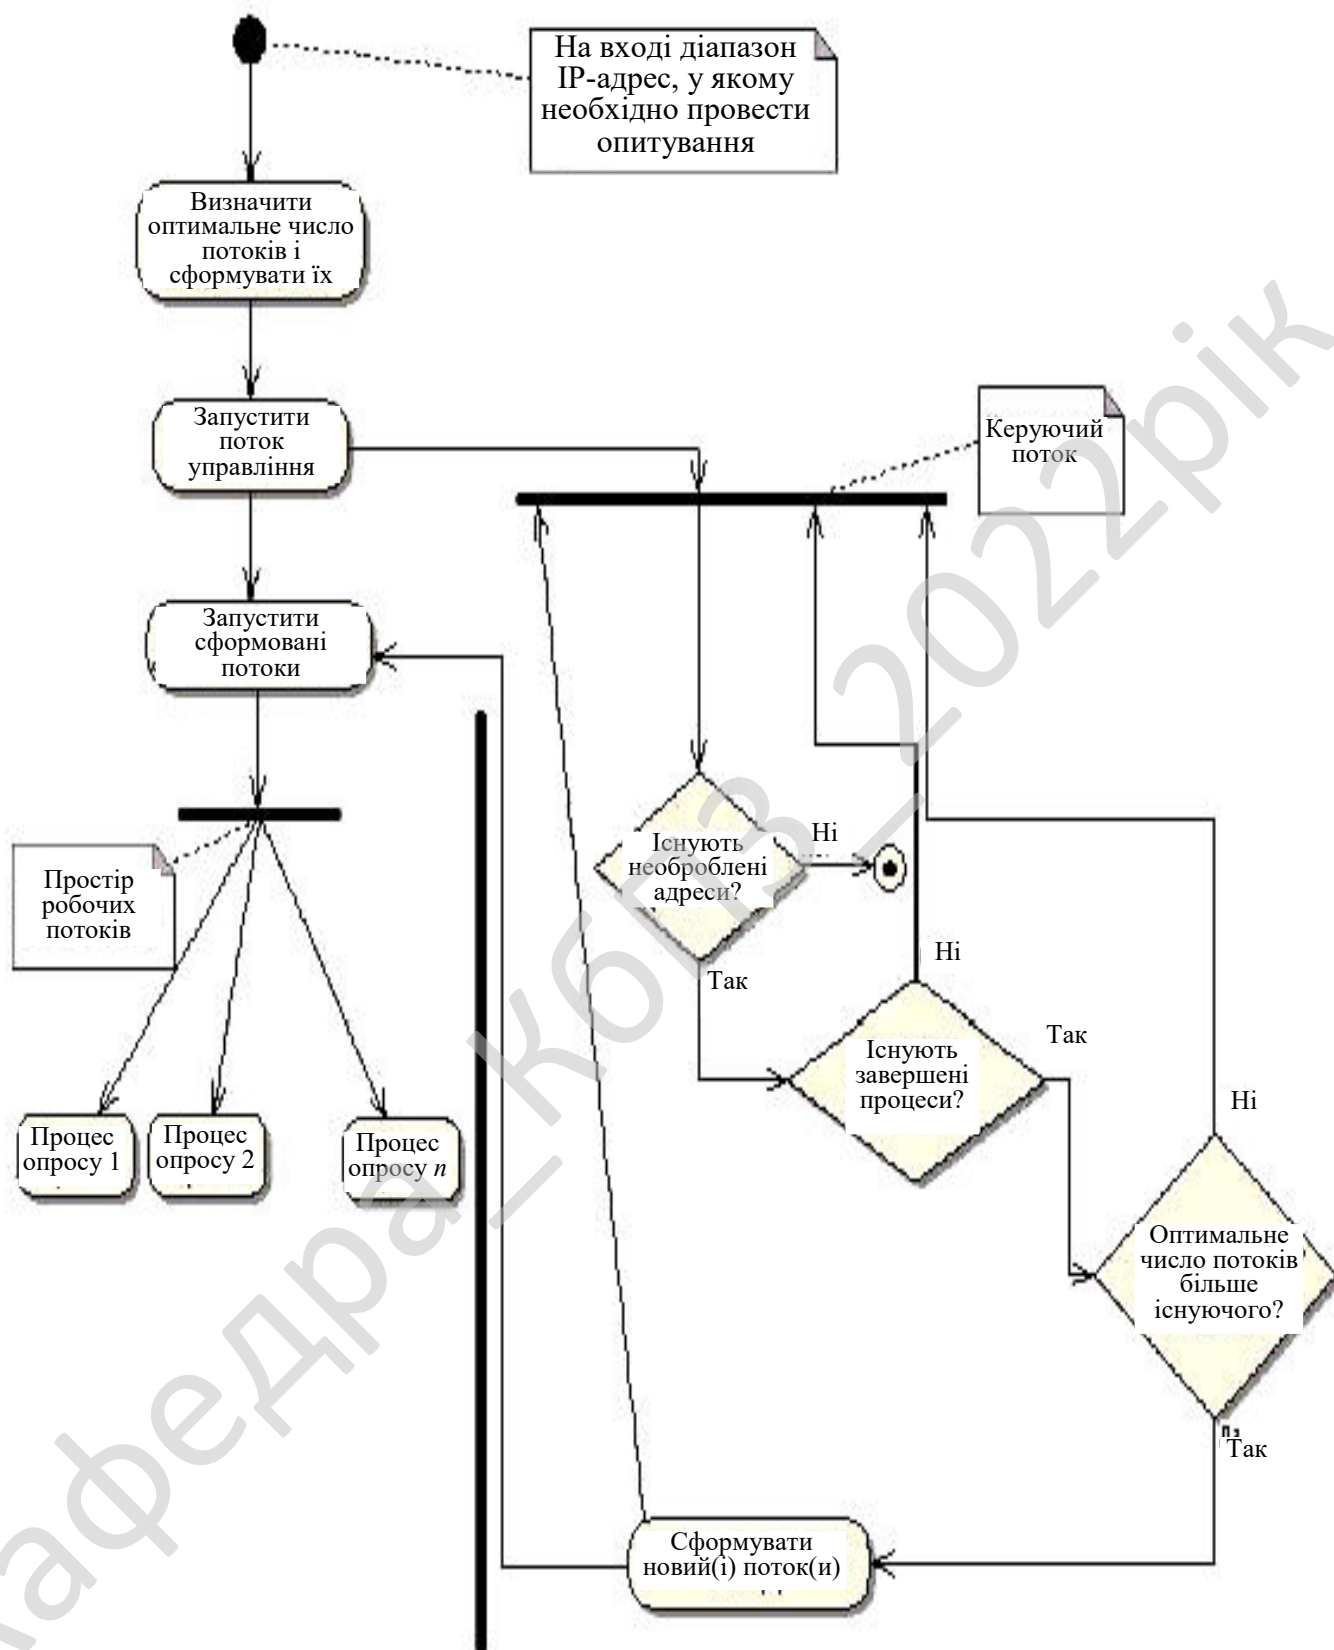 На вході діапазон
IP-адрес, у якому
необхідно провести
опитування
Визначити
оптимальне число
потоків і
сформувати їх
Запустити
поток
управління
Керуючий
поток
Запустити
сформовані
потоки
Простір
робочих
потоків
Існують
необроблені
адреси?
Ні
Так
Ні
Існують
завершені
процеси?
Так
Ні
Процес
опросу 1
Процес
опросу 2
Процес
опросу n
Оптимальне
число потоків
більше
існуючого?
Так
Сформувати
новий(і) поток(и)
кафедра_КбПЗ_2022рік